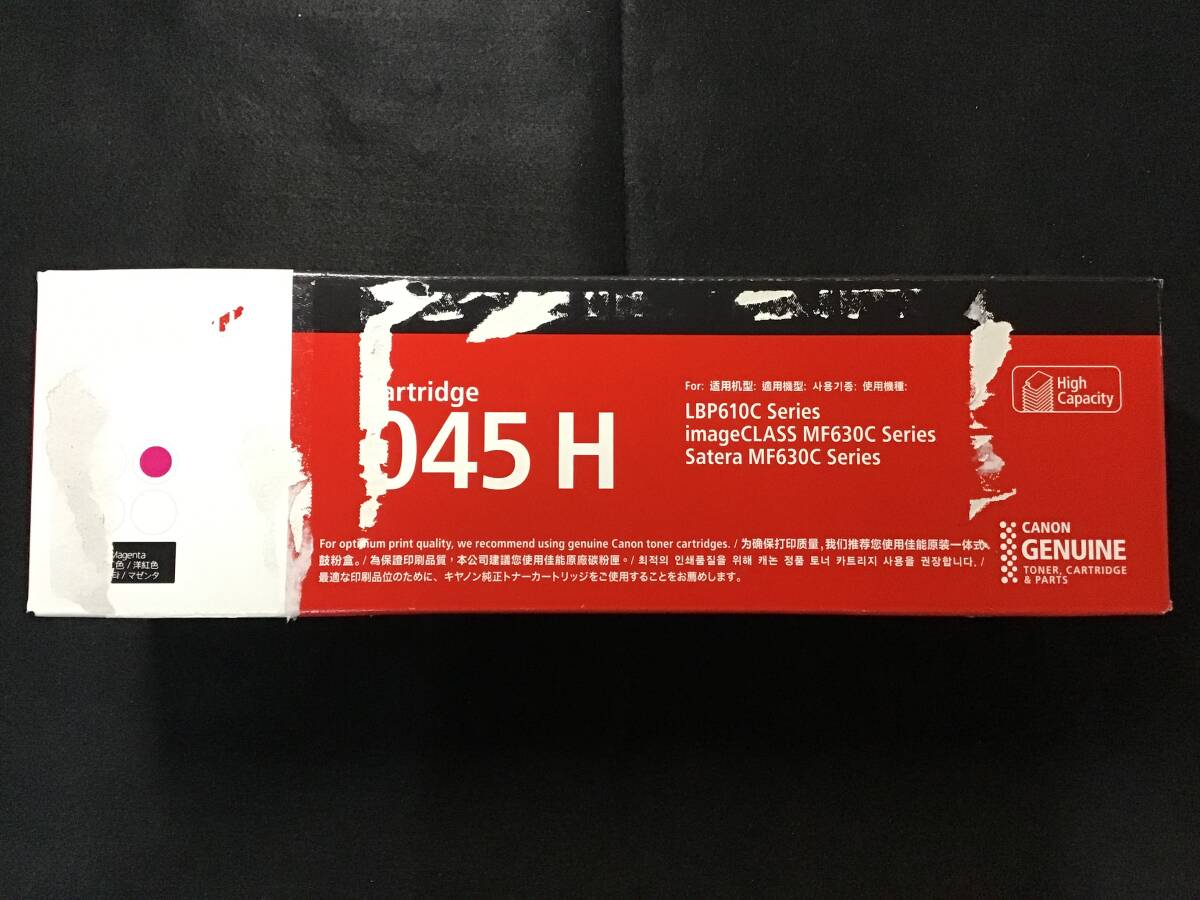 artridge
045 H
For: 适用机型: 適用機型: 사용기종: 使用機種:
LBP610C Series
imageCLASS MF630C Series
Satera MF630C Series
High
Capacity
Magenta
色 / 洋紅色
타 / マゼンタ
For optimum print quality, we recommend using genuine Canon toner cartridges. / 为确保打印质量,我们推荐您使用佳能原装一体式
鼓粉盒。/ 為保證印刷品質,本公司建議您使用佳能原廠碳粉匣。/ 최적의 인쇄품질을 위해 캐논 정품 토너 카트리지 사용을 권장합니다. /
最適な印刷品位のために、キヤノン純正トナーカートリッジをご使用することをお薦めします。
CANON
GENUINE
TONER, CARTRIDGE
& PARTS